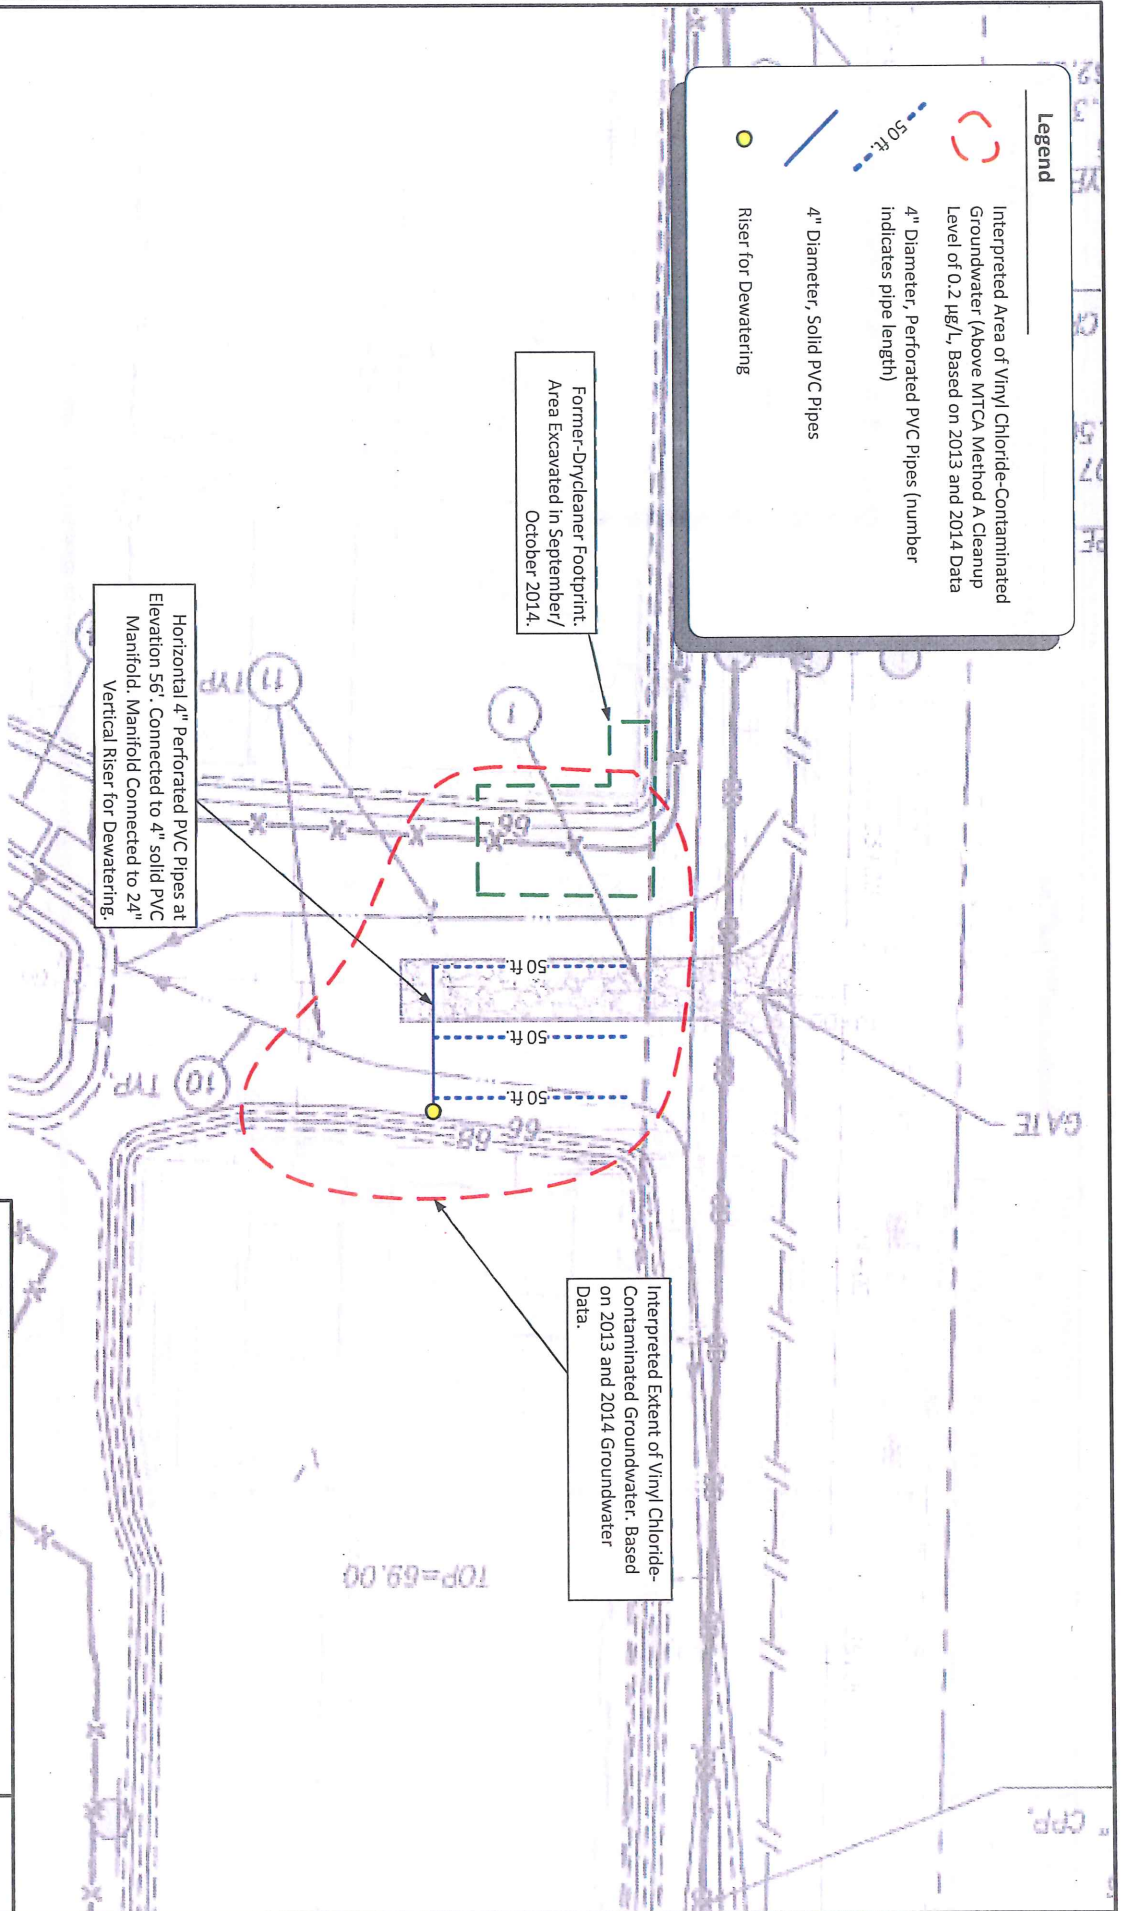 Legend
Interpreted Area of Vinyl Chloride-Contaminated
Groundwater (Above MTCA Method A Cleanup
Level of 0.2 µg/L, Based on 2013 and 2014 Data
50 ft.
4" Diameter, Perforated PVC Pipes (number
indicates pipe length)
4" Diameter, Solid PVC Pipes
Riser for Dewatering
Former-Drycleaner Footprint.
Area Excavated in September/
October 2014.
Horizontal 4" Perforated PVC Pipes at
Elevation 56'. Connected to 4" solid PVC
Manifold. Manifold Connected to 24"
Vertical Riser for Dewatering.
Interpreted Extent of Vinyl Chloride-
Contaminated Groundwater. Based
on 2013 and 2014 Groundwater
Data.
50 ft.
50 ft.
50 ft.
GATE
TOP=69.00
11 TYP
10 TYP.
1
68
66
CPP.